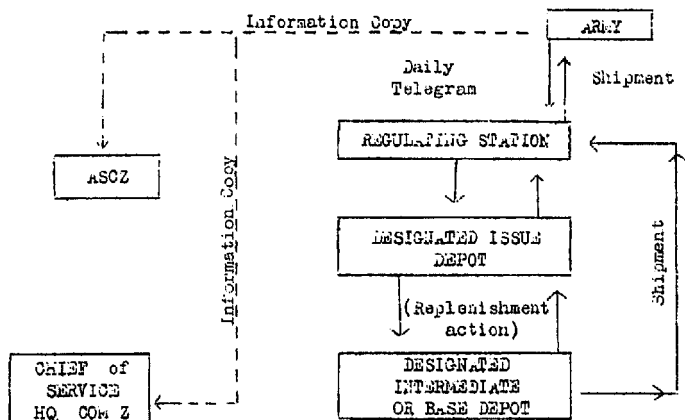 Information Copy
ARMY
Daily
Telegram
Shipment
REGULATING STATION
ASCZ
Information Copy
DESIGNATED ISSUE
DEPOT
Shipment
(Replenishment
action)
CHIEF of
SERVICE
HQ COM Z
DESIGNATED
INTERMEDIATE
OR BASE DEPOT